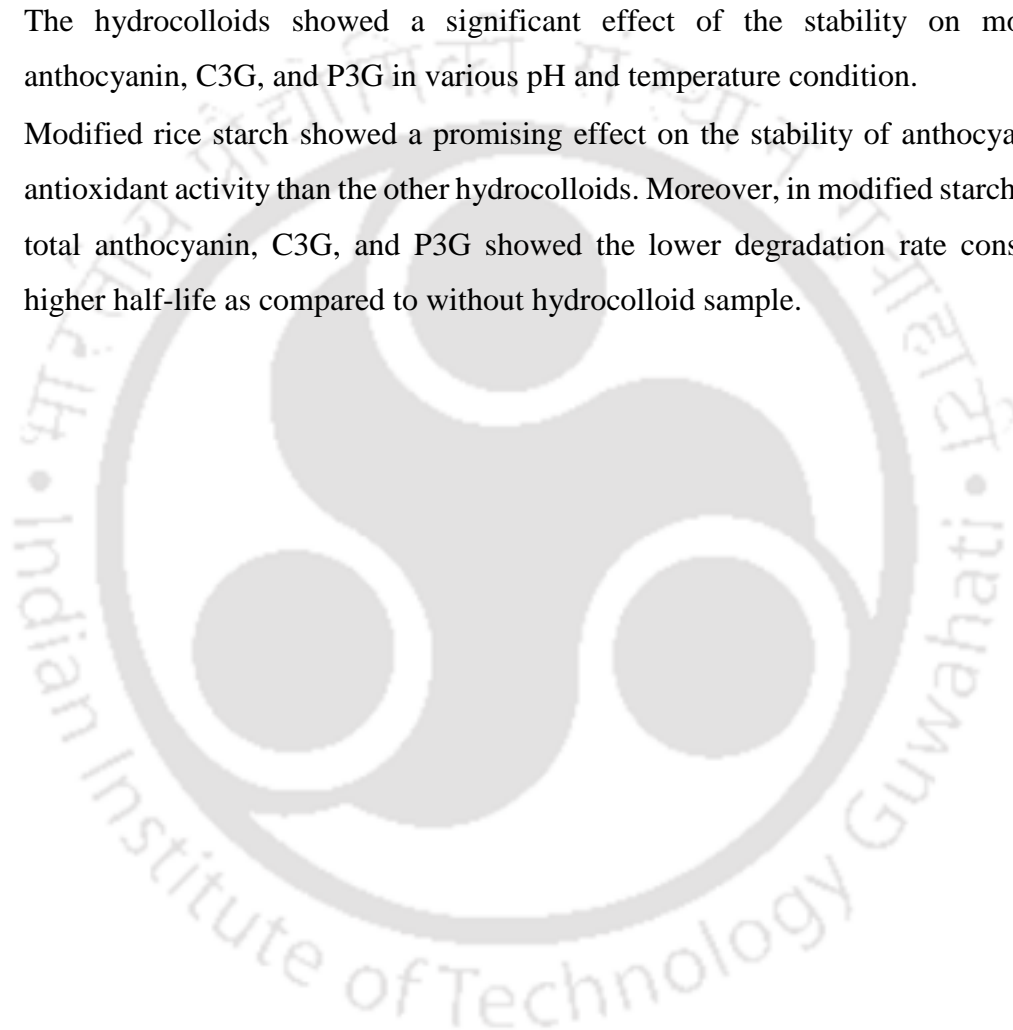 The hydrocolloids showed a significant effect of the stability on
anthocyanin, C3G, and P3G in various pH and temperature condition.
Modified rice starch showed a promising effect on the stability of
antioxidant activity than the other hydrocolloids. Moreover, in modified starch
total anthocyanin, C3G, and P3G showed the lower degradation rate
higher half-life as compared to without hydrocolloid sample.
Indian Institute of Technology Guwahati